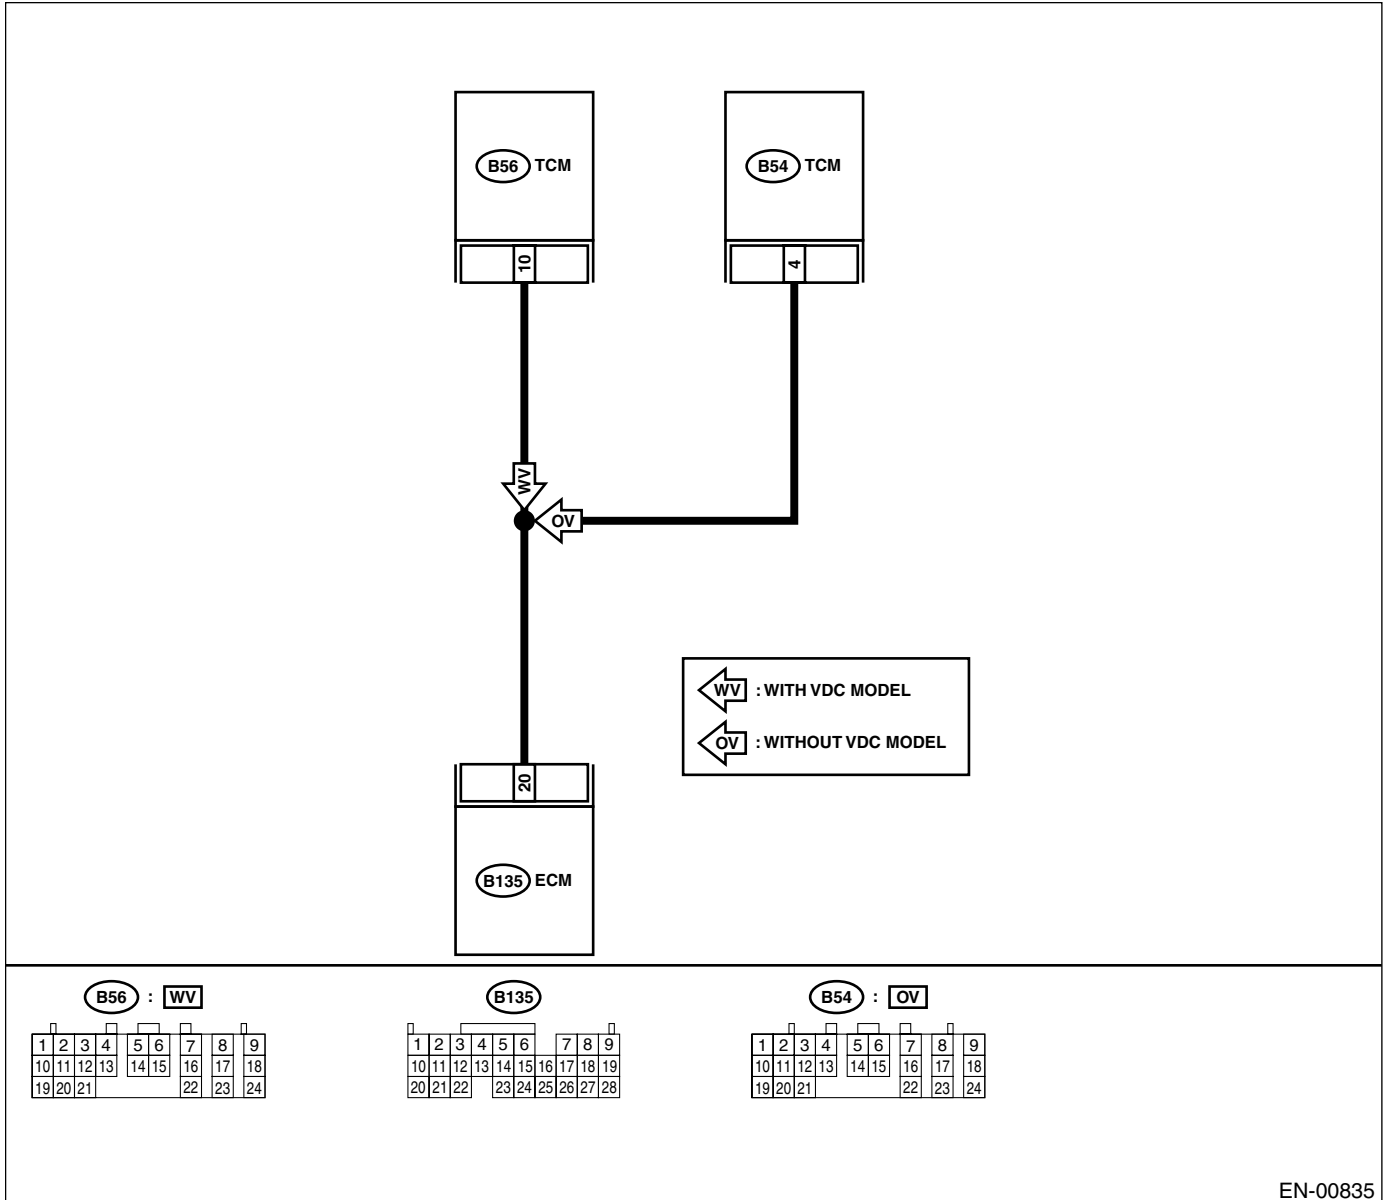 B56 TCM
B54 TCM
10
4
WV
OV
WV : WITH VDC MODEL
OV : WITHOUT VDC MODEL
20
B135 ECM
B56 : WV
1 2 3 4 5 6 7 8 9
10 11 12 13 14 15 16 17 18
19 20 21 22 23 24
B135
1 2 3 4 5 6 7 8 9
10 11 12 13 14 15 16 17 18 19
20 21 22 23 24 25 26 27 28
B54 : OV
1 2 3 4 5 6 7 8 9
10 11 12 13 14 15 16 17 18
19 20 21 22 23 24
EN-00835